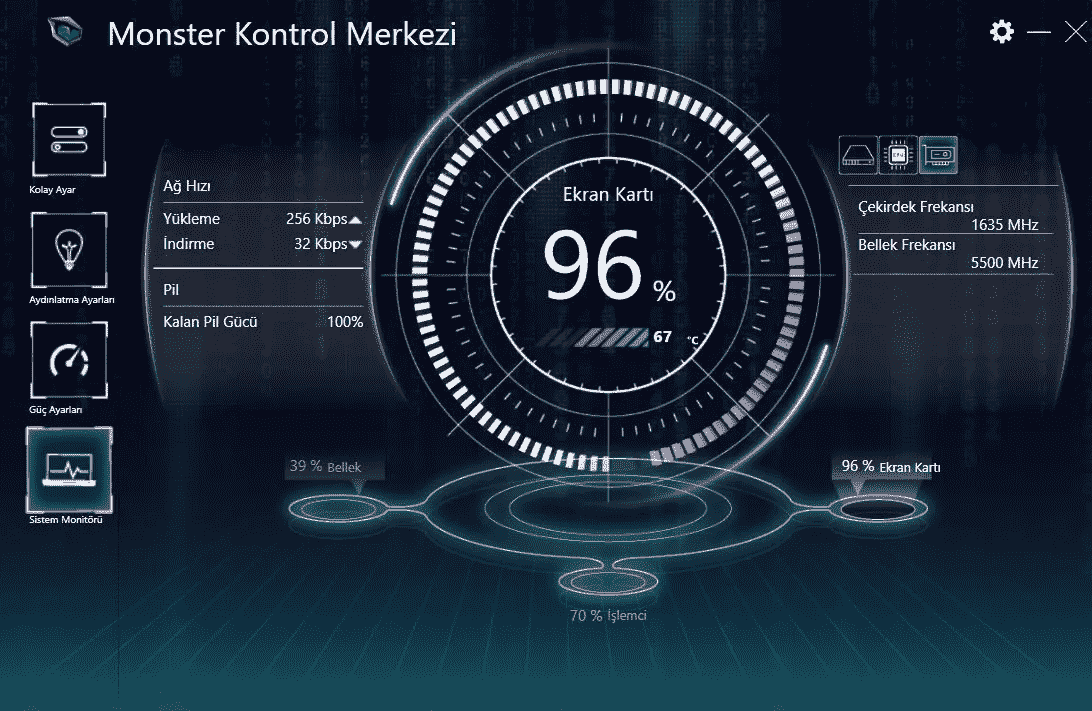 Monster Kontrol Merkezi
Kolay Ayar
Aydınlatma Ayarları
Güç Ayarları
Sistem Monitörü
Ağ Hızı
Yükleme 256 Kbps
İndirme 32 Kbps
Pil
Kalan Pil Gücü 100%
Ekran Kartı
96 %
67 °C
Çekirdek Frekansı
1635 MHz
Bellek Frekansı
5500 MHz
39 % Bellek
96 % Ekran Kartı
70 % İşlemci